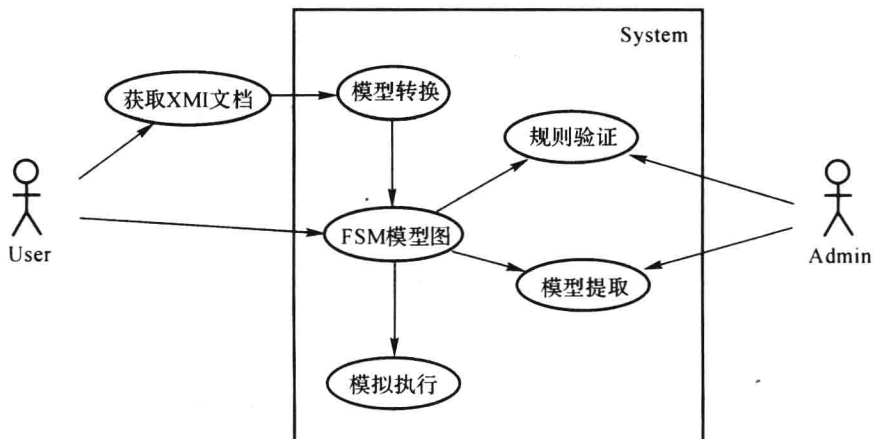 System
获取XMI文档
模型转换
规则验证
User
FSM模型图
Admin
模型提取
模拟执行